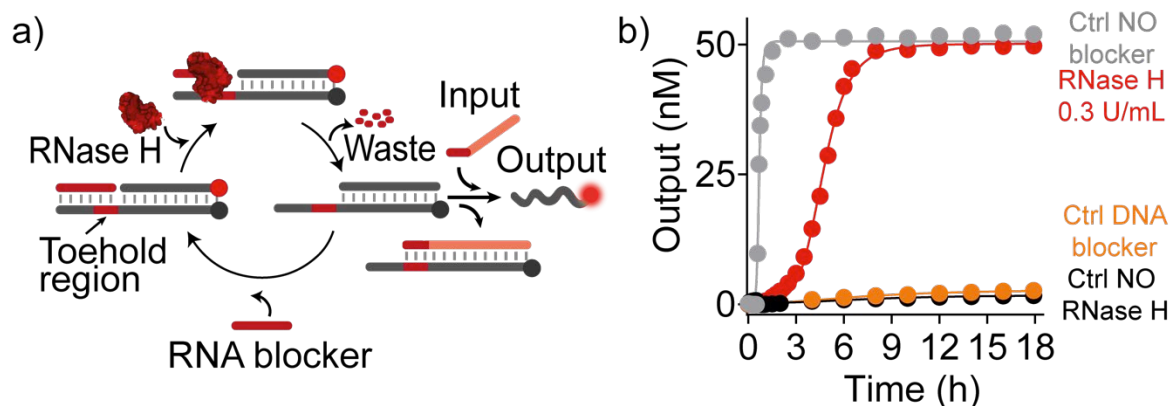 a)
RNase H
Waste
Input
Output
Toehold
region
RNA blocker
b)
Output (nM)
50
25
0
0 3 6 9 12 15 18
Time (h)
Ctrl NO
blocker
RNase H
0.3 U/mL
Ctrl DNA
blocker
Ctrl NO
RNase H